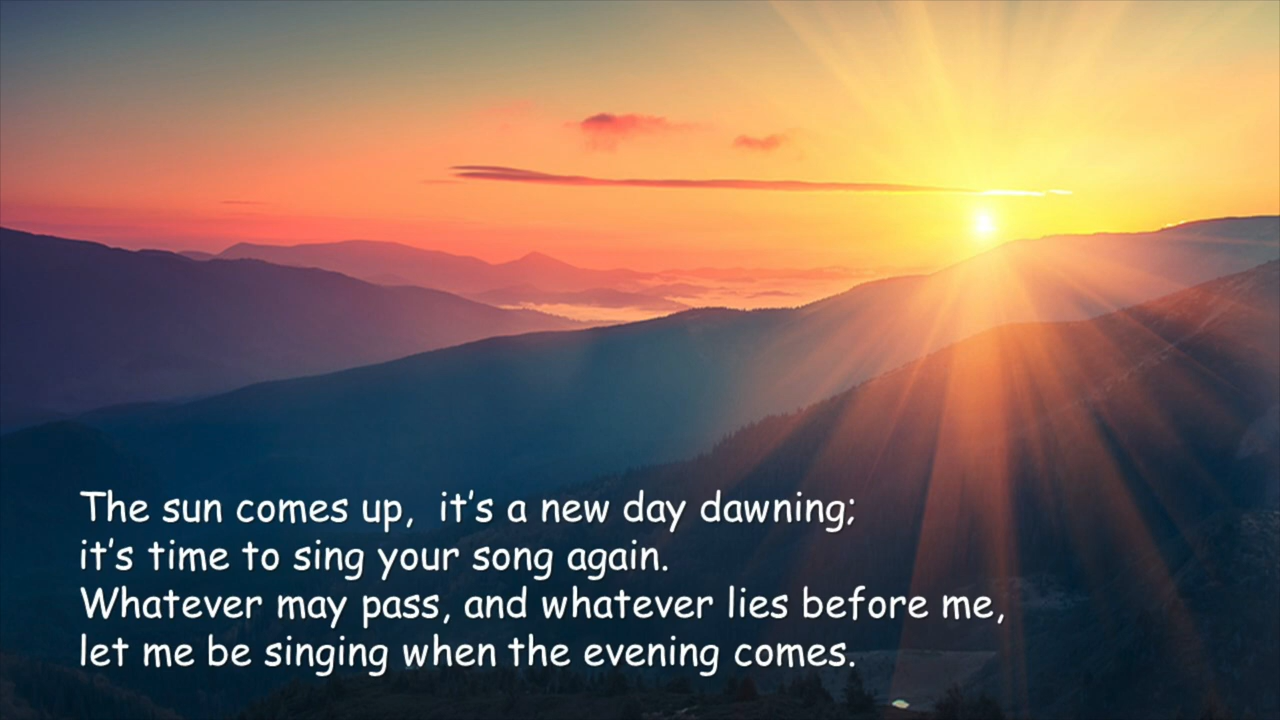 The sun comes up,  it’s a new day dawning;
it’s time to sing your song again.
Whatever may pass, and whatever lies before me,
let me be singing when the evening comes.